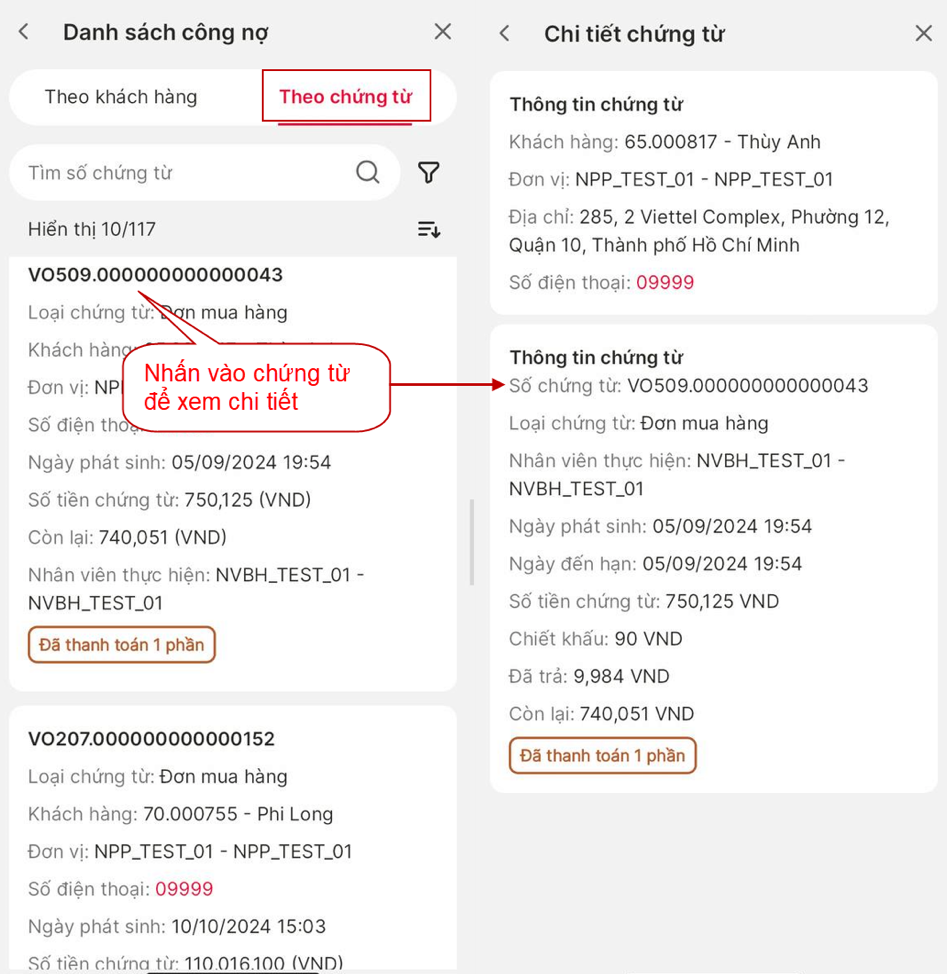 Danh sách công nợ
Theo khách hàng
Theo chứng từ
Tìm số chứng từ
Hiển thị 10/117
VO509.000000000000043
Loại chứng từ: Đơn mua hàng
Khách hàng:
Đơn vị: NPP
Số điện thoại:
Nhấn vào chứng từ
để xem chi tiết
Ngày phát sinh: 05/09/2024 19:54
Số tiền chứng từ: 750,125 (VND)
Còn lại: 740,051 (VND)
Nhân viên thực hiện: NVBH_TEST_01 -
NVBH_TEST_01
Đã thanh toán 1 phần
VO207.000000000000152
Loại chứng từ: Đơn mua hàng
Khách hàng: 70.000755 - Phi Long
Đơn vị: NPP_TEST_01 - NPP_TEST_01
Số điện thoại: 09999
Ngày phát sinh: 10/10/2024 15:03
Số tiền chứng từ: 110,016,100 (VND)
Chi tiết chứng từ
Thông tin chứng từ
Khách hàng: 65.000817 - Thùy Anh
Đơn vị: NPP_TEST_01 - NPP_TEST_01
Địa chỉ: 285, 2 Viettel Complex, Phường 12,
Quận 10, Thành phố Hồ Chí Minh
Số điện thoại: 09999
Thông tin chứng từ
Số chứng từ: VO509.000000000000043
Loại chứng từ: Đơn mua hàng
Nhân viên thực hiện: NVBH_TEST_01 -
NVBH_TEST_01
Ngày phát sinh: 05/09/2024 19:54
Ngày đến hạn: 05/09/2024 19:54
Số tiền chứng từ: 750,125 VND
Chiết khấu: 90 VND
Đã trả: 9,984 VND
Còn lại: 740,051 VND
Đã thanh toán 1 phần